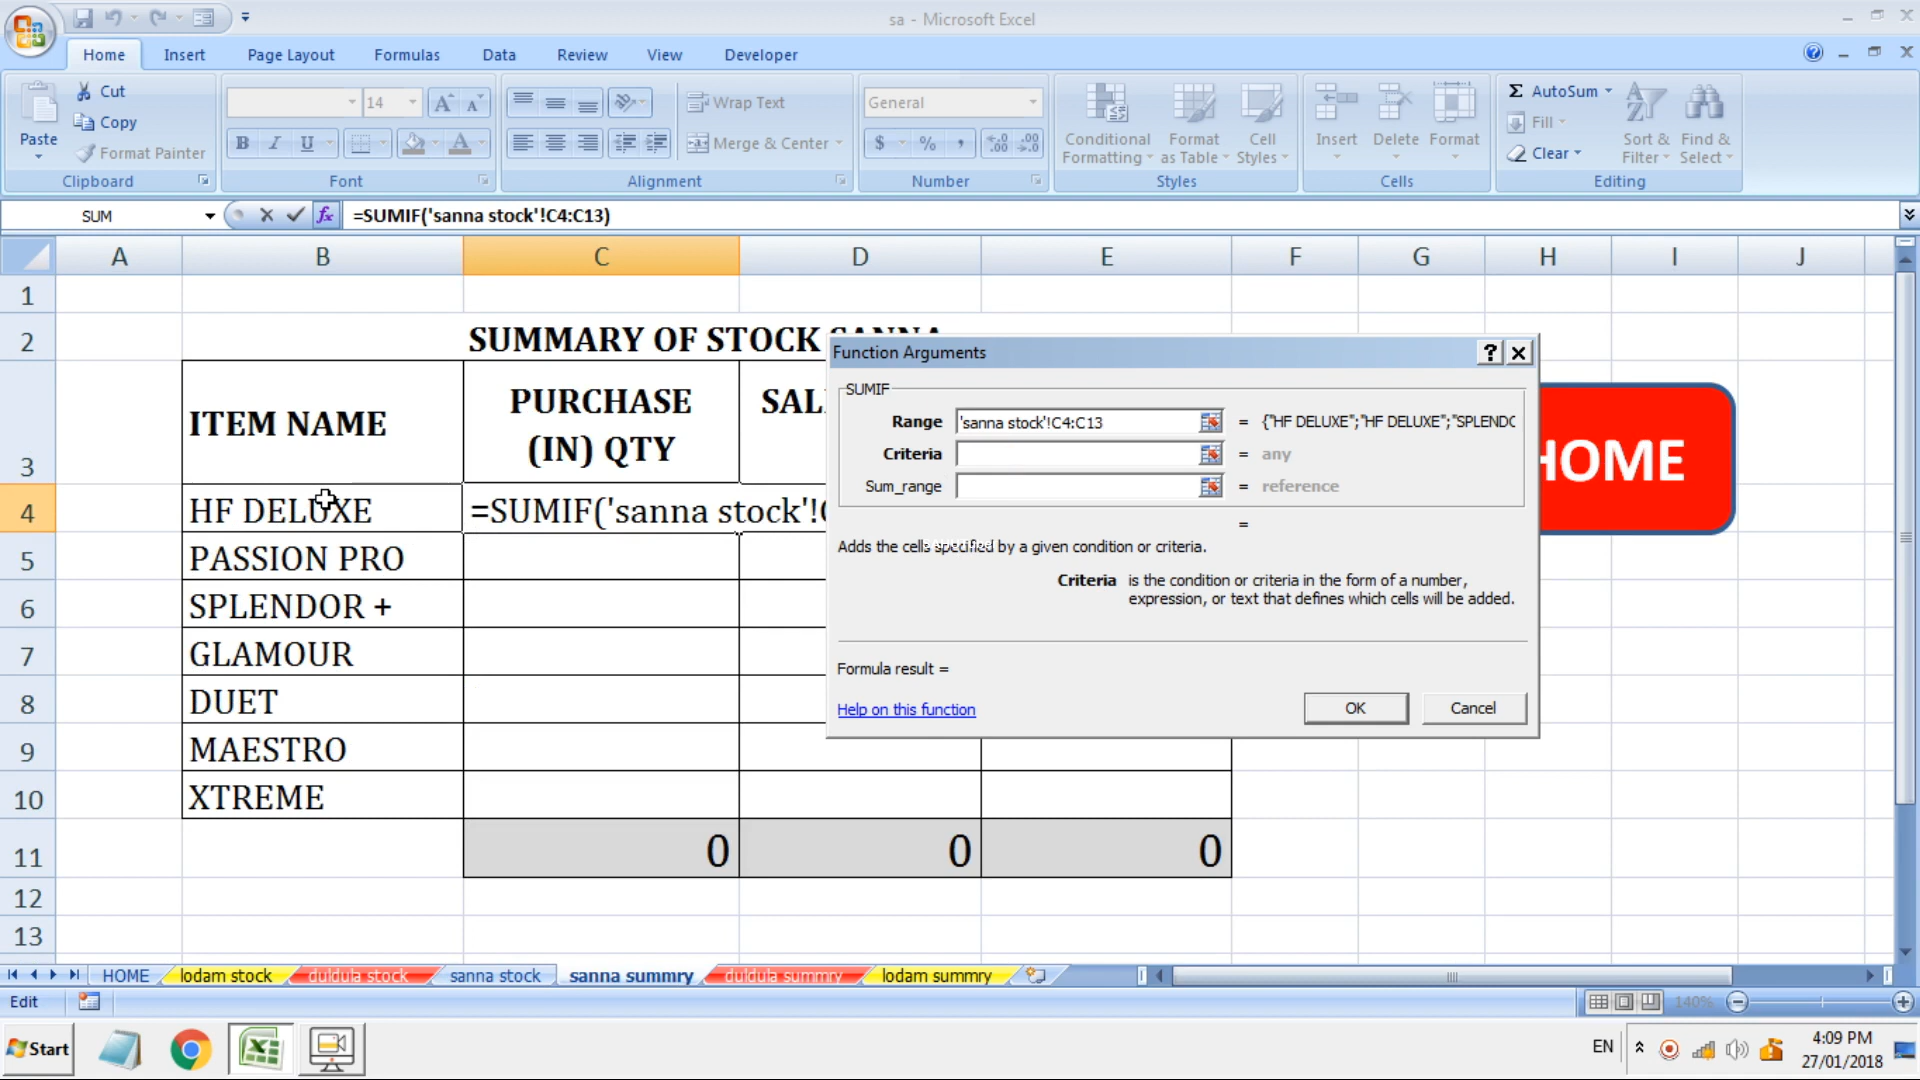 sa - Microsoft Excel
Home Insert Page Layout Formulas Data Review View Developer
Paste Cut Copy Format Painter
Clipboard
14 B I U
Font
Wrap Text
Merge & Center
Alignment
General
$ % ,
Number
Conditional Formatting
Format as Table
Cell Styles
Styles
Insert Delete Format
Cells
Σ AutoSum
Fill
Clear
Sort & Filter
Find & Select
Editing
SUM fx =SUMIF('sanna stock'!C4:C13)
A B C D E F G H I J
1
2 SUMMARY OF STOCK
3 ITEM NAME PURCHASE (IN) QTY
HOME
4 HF DELUXE =SUMIF('sanna stock'!
5 PASSION PRO
6 SPLENDOR +
7 GLAMOUR
8 DUET
9 MAESTRO
10 XTREME
11 0 0 0
12
13
Function Arguments
SUMIF
Range 'sanna stock'!C4:C13 = {"HF DELUXE";"HF DELUXE";"SPLENDO
Criteria = any
Sum_range = reference
=
Adds the cells specified by a given condition or criteria.
Criteria is the condition or criteria in the form of a number,
expression, or text that defines which cells will be added.
Formula result =
Help on this function
OK Cancel
HOME lodam stock duldula stock sanna stock sanna summry duldula summry lodam summry
Edit 140%
Start EN 4:09 PM
27/01/2018